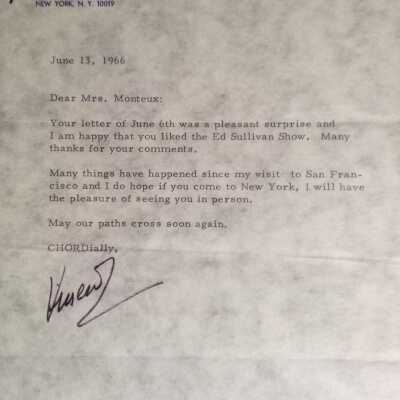 NEW YORK, N. Y. 10019
June 13, 1966
Dear Mrs. Monteux:
Your letter of June 6th was a pleasant surprise and
I am happy that you liked the Ed Sullivan Show. Many
thanks for your comments.
Many things have happened since my visit to San Fran-
cisco and I do hope if you come to New York, I will have
the pleasure of seeing you in person.
May our paths cross soon again.
CHORDially,